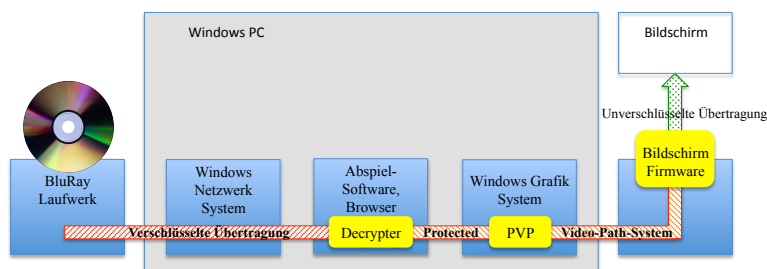 Windows PC
Bildschirm
Unverschlüsselte Übertragung
BluRay
Laufwerk
Windows
Netzwerk
System
Abspiel-
Software,
Browser
Windows Grafik
System
Bildschirm
Firmware
Verschlüsselte Übertragung
Decrypter
Protected
PVP
Video-Path-System